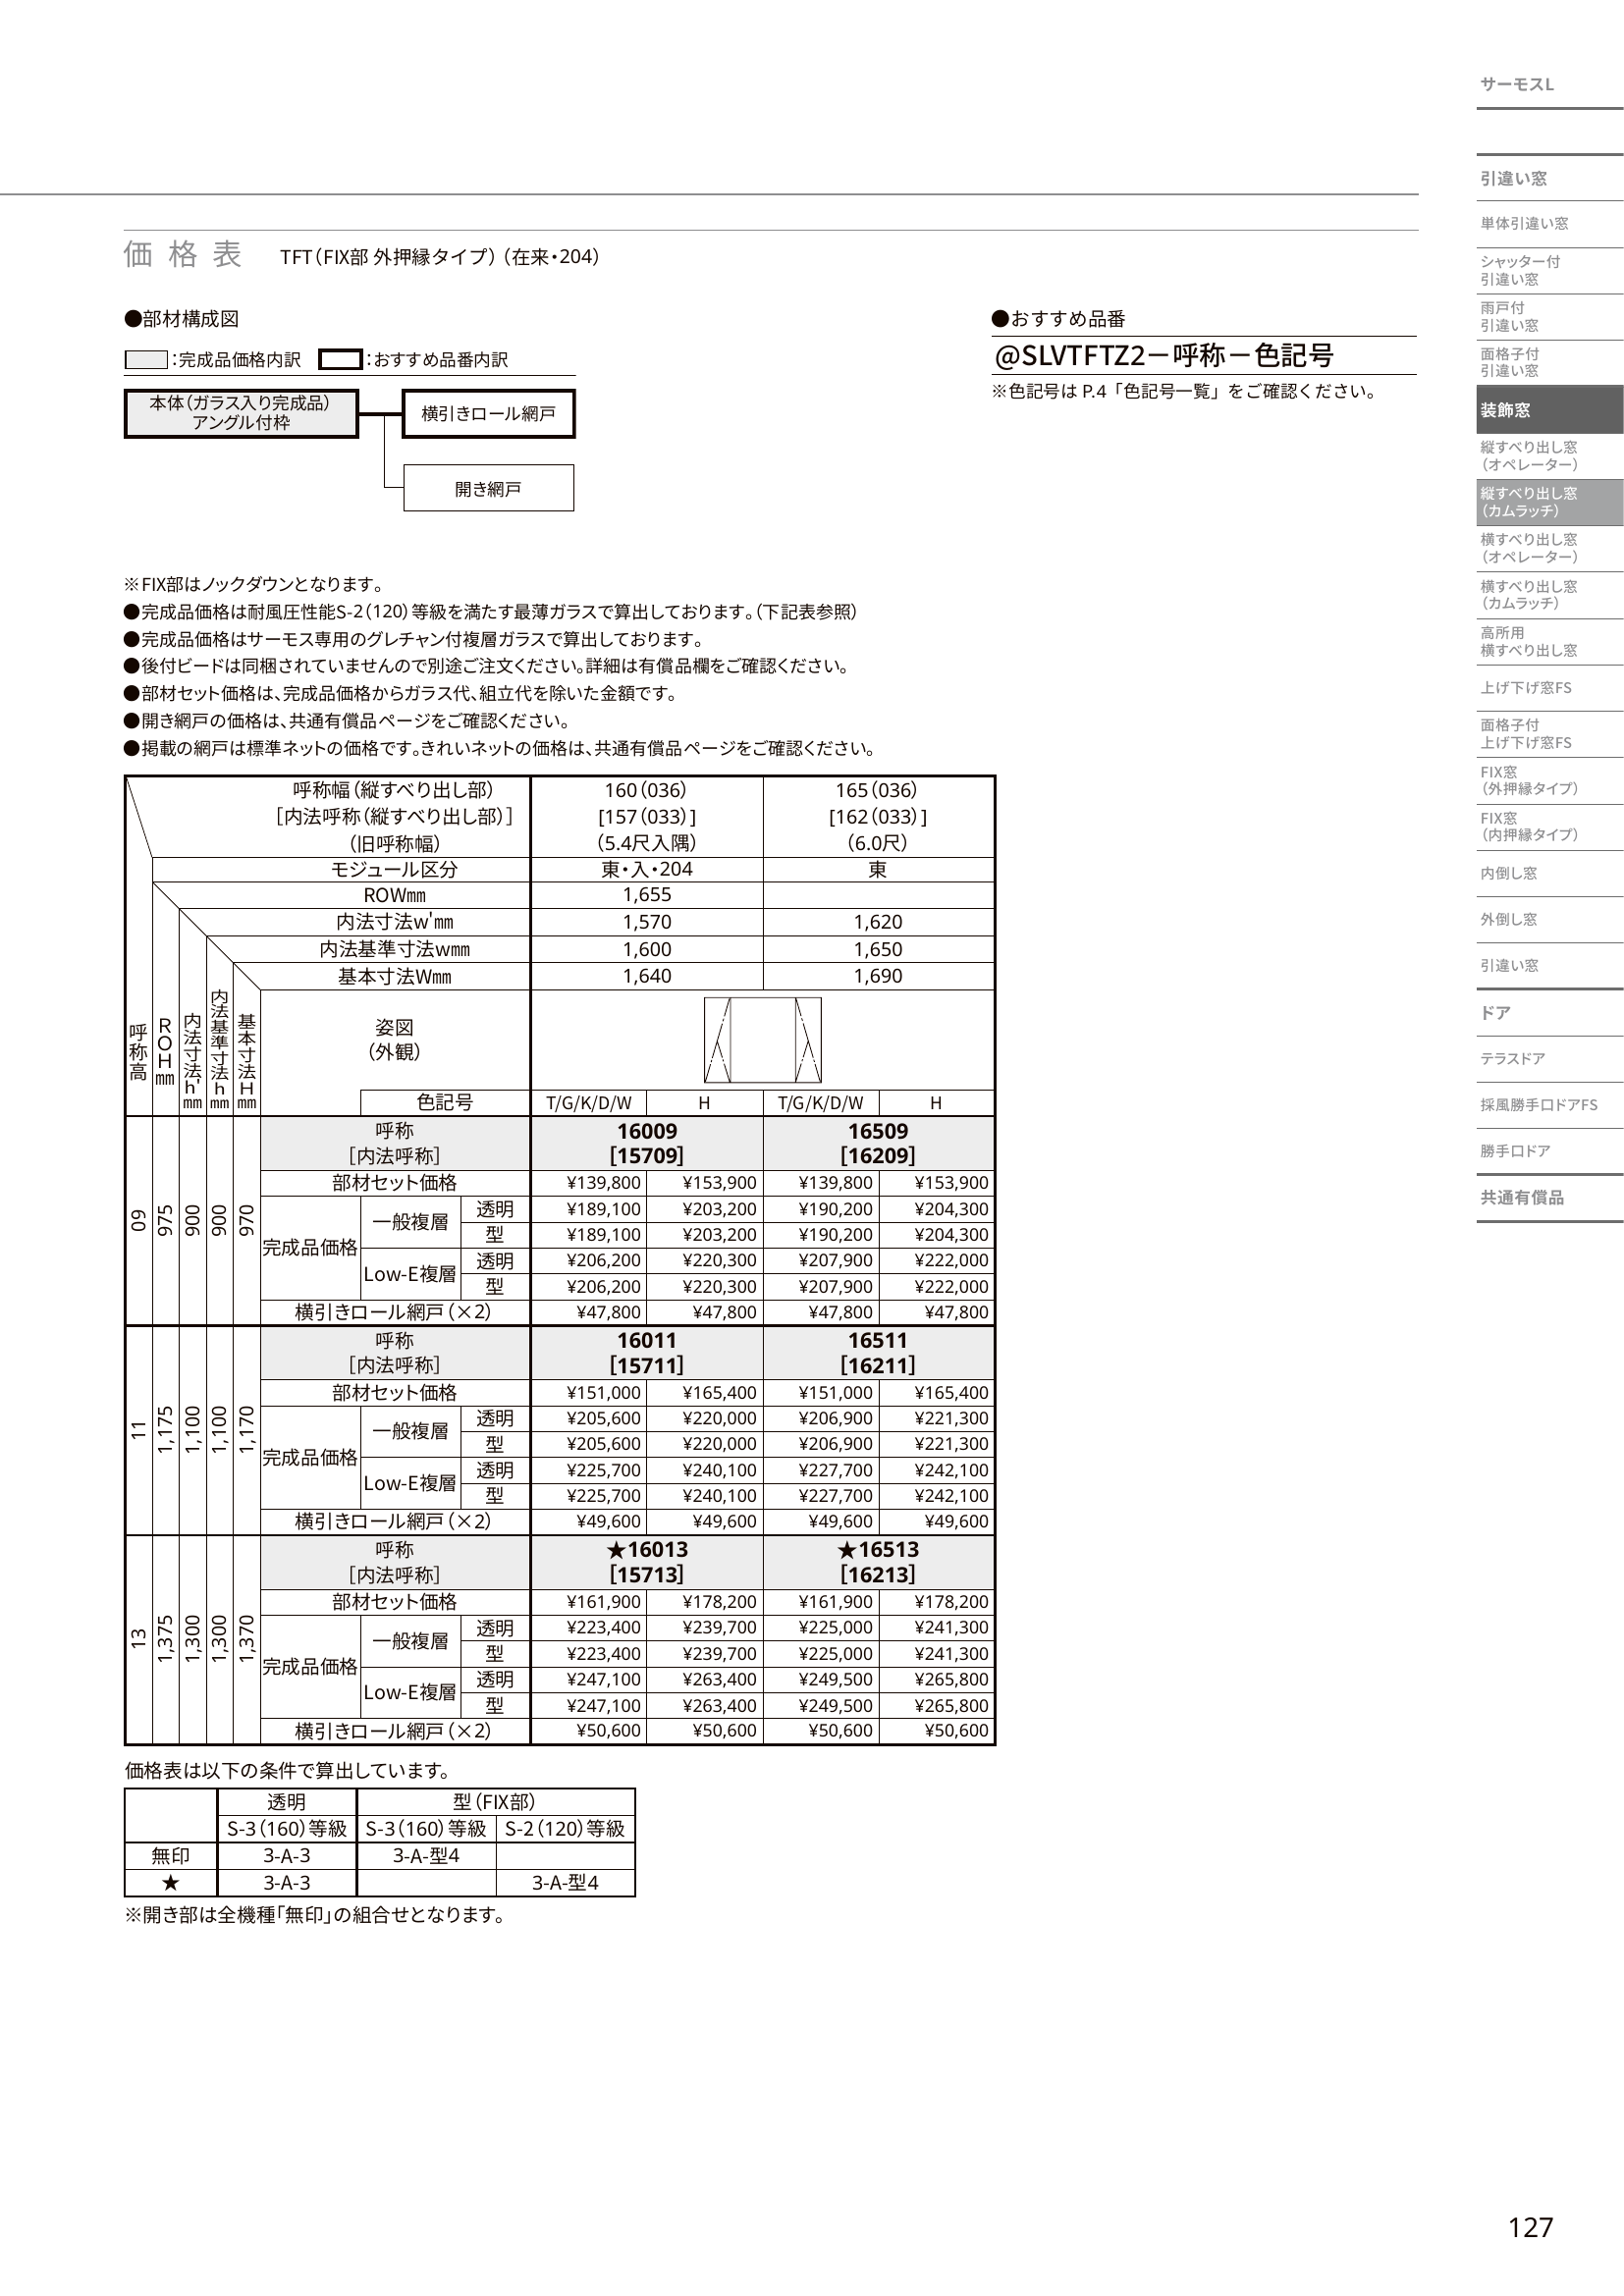 サーモスL
引違い窓
単体引違い窓
シャッター付
引違い窓
雨戸付
引違い窓
面格子付
引違い窓
装飾窓
縦すべり出し窓
（オペレーター）
縦すべり出し窓
（カムラッチ）
横すべり出し窓
（オペレーター）
横すべり出し窓
（カムラッチ）
高所用
横すべり出し窓
上げ下げ窓FS
面格子付
上げ下げ窓FS
FIX窓
（外押縁タイプ）
FIX窓
（内押縁タイプ）
内倒し窓
外倒し窓
引違い窓
ドア
テラスドア
採風勝手口ドアFS
勝手口ドア
共通有償品
価格表 TFT（FIX部 外押縁タイプ）（在来・204）
●部材構成図
：完成品価格内訳 ：おすすめ品番内訳
本体（ガラス入り完成品）
アングル付枠
横引きロール網戸
開き網戸
●おすすめ品番
@SLVTFTZ2－呼称－色記号
※色記号は P.4「色記号一覧」をご確認ください。
※FIX部はノックダウンとなります。
●完成品価格は耐風圧性能S-2（120）等級を満たす最薄ガラスで算出しております。（下記表参照）
●完成品価格はサーモス専用のグレチャン付複層ガラスで算出しております。
●後付ビードは同梱されていませんので別途ご注文ください。詳細は有償品欄をご確認ください。
●部材セット価格は、完成品価格からガラス代、組立代を除いた金額です。
●開き網戸の価格は、共通有償品ページをご確認ください。
●掲載の網戸は標準ネットの価格です。きれいネットの価格は、共通有償品ページをご確認ください。
呼称幅（縦すべり出し部） 160（036） 165（036）
［内法呼称（縦すべり出し部）］ [157（033）] [162（033）]
（旧呼称幅） （5.4尺入隅） （6.0尺）
モジュール区分 東・入・204 東
ROW㎜ 1,655
内法寸法w'㎜ 1,570 1,620
内法基準寸法w㎜ 1,600 1,650
基本寸法W㎜ 1,640 1,690
呼称高 ROH㎜ 内法寸法h'㎜ 内法基準寸法h㎜ 基本寸法H㎜
姿図
（外観）
色記号 T/G/K/D/W H T/G/K/D/W H
09 975 900 900 970
呼称 16009 16509
［内法呼称］ [15709] [16209]
部材セット価格 ¥139,800 ¥153,900 ¥139,800 ¥153,900
完成品価格 一般複層 透明 ¥189,100 ¥203,200 ¥190,200 ¥204,300
型 ¥189,100 ¥203,200 ¥190,200 ¥204,300
Low-E複層 透明 ¥206,200 ¥220,300 ¥207,900 ¥222,000
型 ¥206,200 ¥220,300 ¥207,900 ¥222,000
横引きロール網戸（×2） ¥47,800 ¥47,800 ¥47,800 ¥47,800
11 1,175 1,100 1,100 1,170
呼称 16011 16511
［内法呼称］ [15711] [16211]
部材セット価格 ¥151,000 ¥165,400 ¥151,000 ¥165,400
完成品価格 一般複層 透明 ¥205,600 ¥220,000 ¥206,900 ¥221,300
型 ¥205,600 ¥220,000 ¥206,900 ¥221,300
Low-E複層 透明 ¥225,700 ¥240,100 ¥227,700 ¥242,100
型 ¥225,700 ¥240,100 ¥227,700 ¥242,100
横引きロール網戸（×2） ¥49,600 ¥49,600 ¥49,600 ¥49,600
13 1,375 1,300 1,300 1,370
呼称 ★16013 ★16513
［内法呼称］ [15713] [16213]
部材セット価格 ¥161,900 ¥178,200 ¥161,900 ¥178,200
完成品価格 一般複層 透明 ¥223,400 ¥239,700 ¥225,000 ¥241,300
型 ¥223,400 ¥239,700 ¥225,000 ¥241,300
Low-E複層 透明 ¥247,100 ¥263,400 ¥249,500 ¥265,800
型 ¥247,100 ¥263,400 ¥249,500 ¥265,800
横引きロール網戸（×2） ¥50,600 ¥50,600 ¥50,600 ¥50,600
価格表は以下の条件で算出しています。
透明 型（FIX部）
S-3（160）等級 S-3（160）等級 S-2（120）等級
無印 3-A-3 3-A-型4
★ 3-A-3 3-A-型4
※開き部は全機種「無印」の組合せとなります。
127